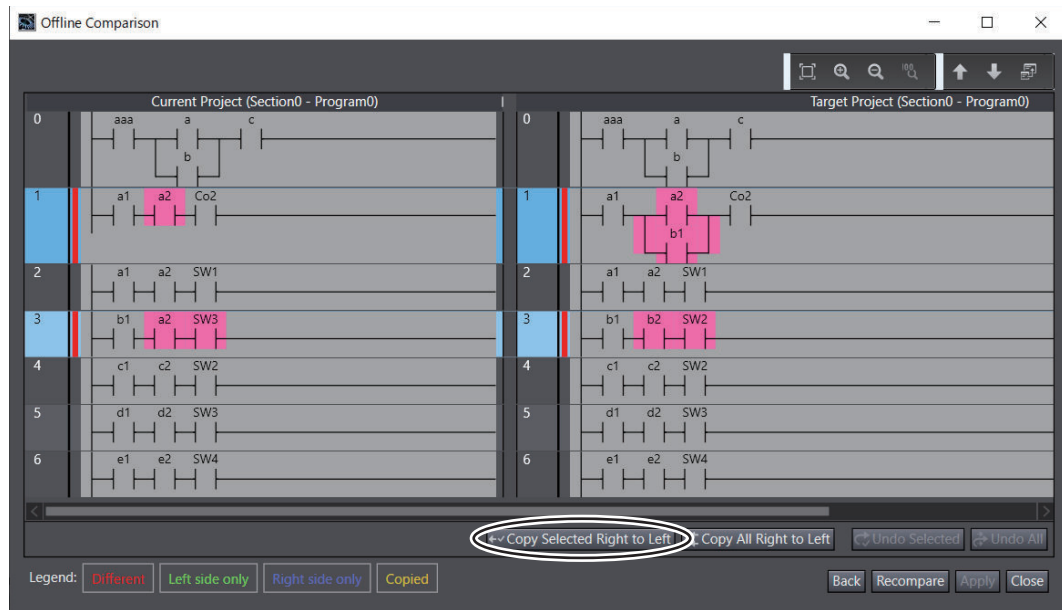 Offline Comparison
Current Project (Section0 - Program0)
Target Project (Section0 - Program0)
0 aaa a c
b
0 aaa a c
b
1 a1 a2 Co2
1 a1 a2 Co2
b1
2 a1 a2 SW1
2 a1 a2 SW1
3 b1 a2 SW3
3 b1 b2 SW2
4 c1 c2 SW2
4 c1 c2 SW2
5 d1 d2 SW3
5 d1 d2 SW3
6 e1 e2 SW4
6 e1 e2 SW4
Copy Selected Right to Left Copy All Right to Left Undo Selected Undo All
Legend: Different Left side only Right side only Copied Back Recompare Apply Close